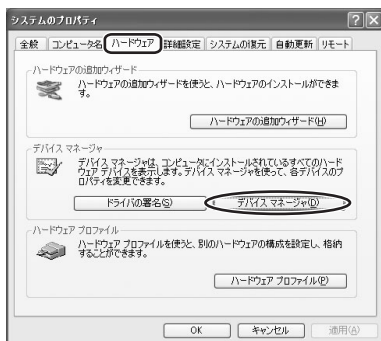 システムのプロパティ
全般 コンピュータ名 ハードウェア 詳細設定 システムの復元 自動更新 リモート
ハードウェアの追加ウィザード
ハードウェアの追加ウィザードを使うと、ハードウェアのインストールができま
す。
ハードウェアの追加ウィザード(H)
デバイス マネージャ
デバイス マネージャは、コンピュータにインストールされているすべてのハード
ウェア デバイスを表示します。デバイス マネージャを使って、各デバイスのプ
ロパティを変更できます。
ドライバの署名(S) デバイス マネージャ(D)
ハードウェア プロファイル
ハードウェア プロファイルを使うと、別のハードウェアの構成を設定し、格納
することができます。
ハードウェア プロファイル(P)
OK キャンセル 適用(A)